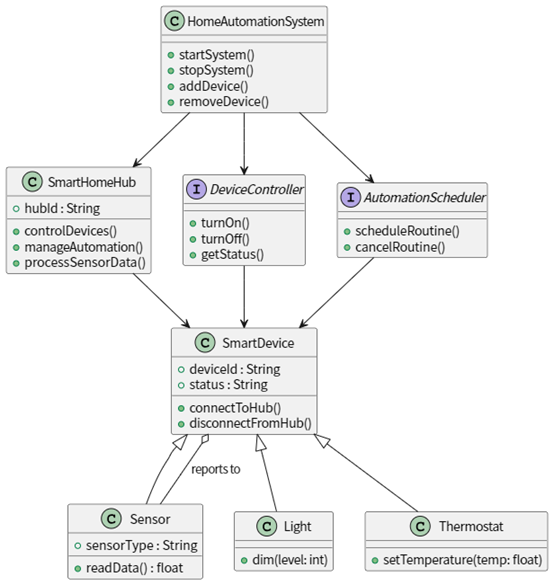 C HomeAutomationSystem
startSystem()
stopSystem()
addDevice()
removeDevice()
C SmartHomeHub
hubId : String
controlDevices()
manageAutomation()
processSensorData()
I DeviceController
turnOn()
turnOff()
getStatus()
I AutomationScheduler
scheduleRoutine()
cancelRoutine()
C SmartDevice
deviceId : String
status : String
connectToHub()
disconnectFromHub()
reports to
C Sensor
sensorType : String
readData() : float
C Light
dim(level: int)
C Thermostat
setTemperature(temp: float)